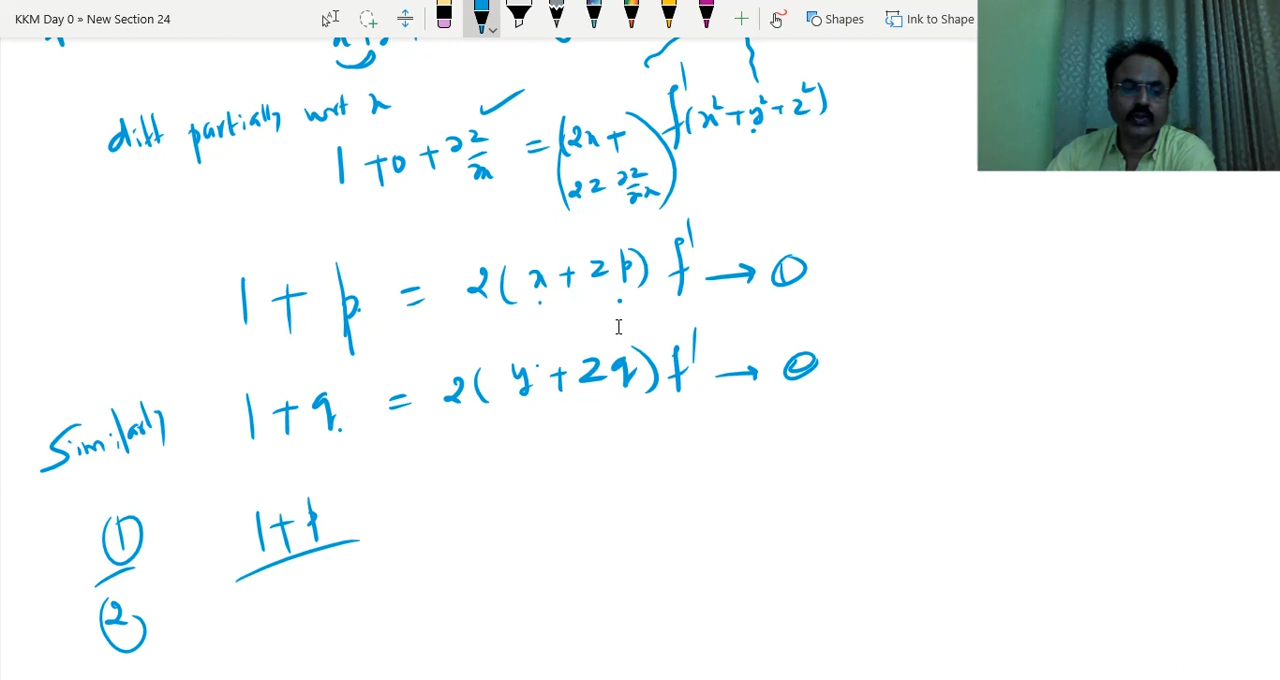 KKM Day 0 » New Section 24
Shapes
Ink to Shape
diff partially wrt x
1 + 0 + ∂z/∂x = (2x + 2z ∂z/∂x) f'(x² + y² + z²)
1 + p = 2(x + zp) f' → ①
Similarly 1 + q = 2(y + zq) f' → ②
① 1 + p
②